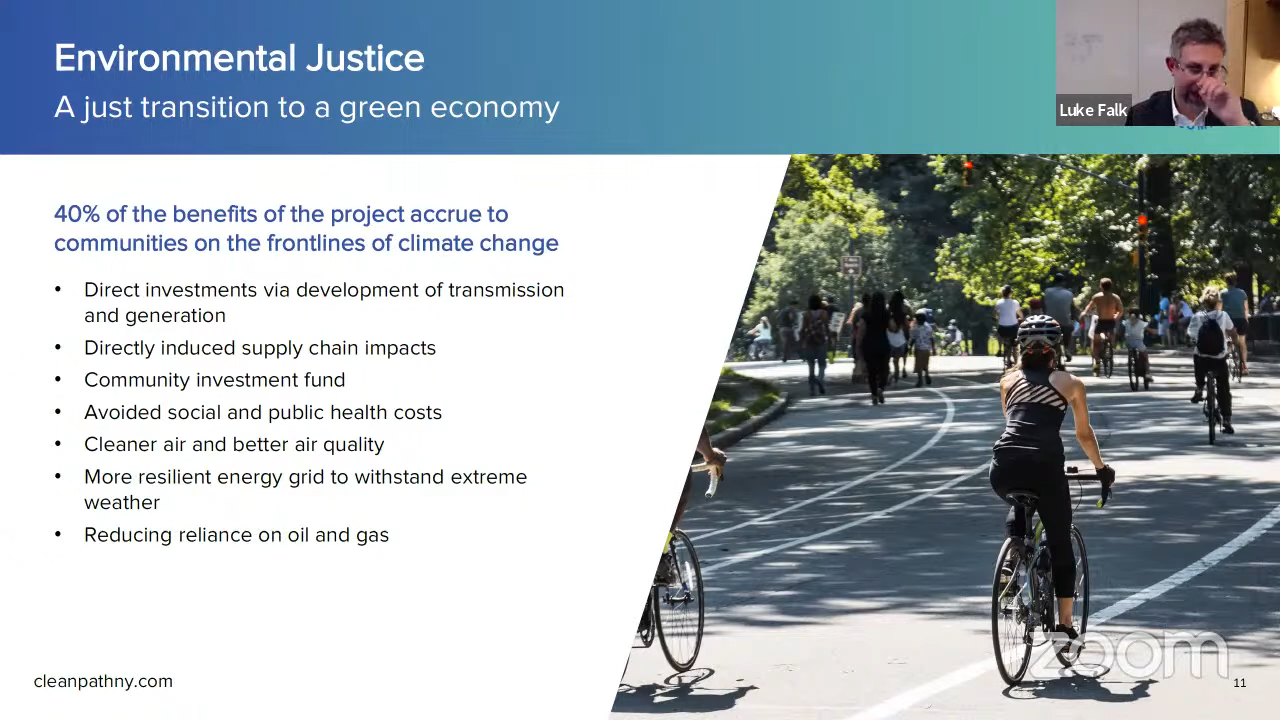 Environmental Justice
A just transition to a green economy
Luke Falk
40% of the benefits of the project accrue to
communities on the frontlines of climate change
• Direct investments via development of transmission
and generation
• Directly induced supply chain impacts
• Community investment fund
• Avoided social and public health costs
• Cleaner air and better air quality
• More resilient energy grid to withstand extreme
weather
• Reducing reliance on oil and gas
cleanpathny.com
zoom
11